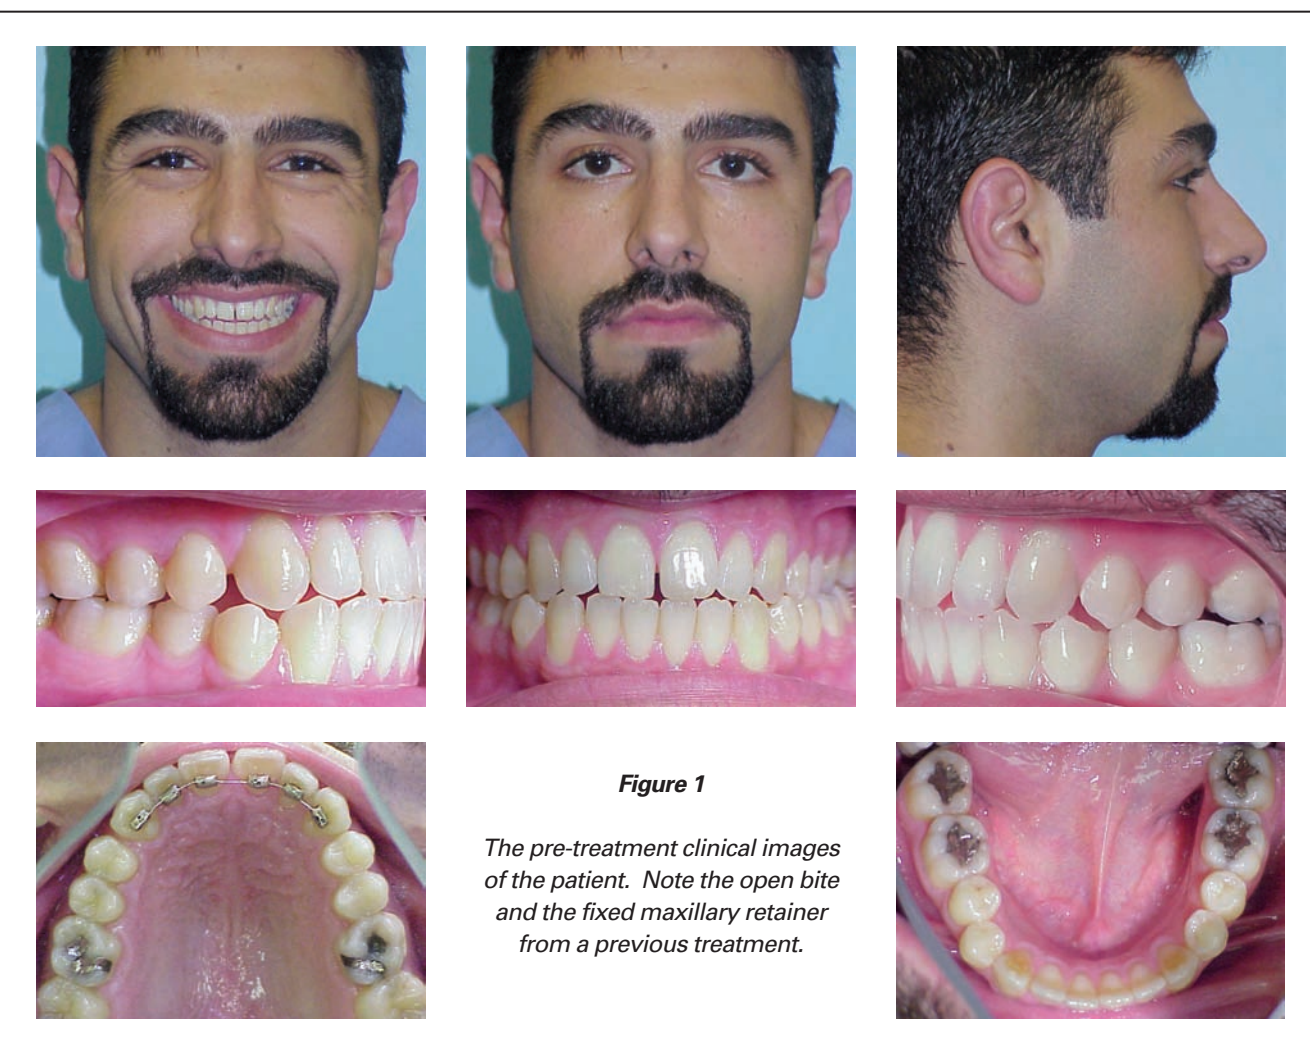 Figure 1
The pre-treatment clinical images
of the patient. Note the open bite
and the fixed maxillary retainer
from a previous treatment.